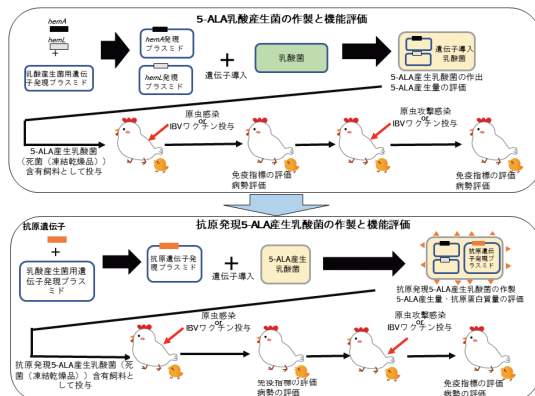 5-ALA乳酸産生菌の作製と機能評価
hemA
hemL
+
乳酸産生菌用遺伝
子発現プラスミド
hemA発現
プラスミド
hemL発現
プラスミド
+
遺伝子導入
乳酸菌
遺伝子導入
乳酸菌
5-ALA産生乳酸菌の作出
5-ALA産生量の評価
5-ALA産生乳酸菌
(死菌(凍結乾燥品))
含有飼料として投与
原虫感染
or
IBVワクチン投与
免疫指標の評価
病勢評価
原虫攻撃感染
or
IBVワクチン投与
免疫指標の評価
病勢評価
抗原発現5-ALA産生乳酸菌の作製と機能評価
抗原遺伝子
+
乳酸産生菌用遺
伝子発現プラス
ミド
抗原遺伝子発
現プラスミド
+
遺伝子導入
5-ALA産生
乳酸菌
抗原遺伝
子発現プ
ラスミド
抗原発現5-ALA産生乳酸菌の作製
5-ALA産生量・抗原蛋白質量の評価
抗原発現5-ALA産生乳酸菌(死
菌(凍結乾燥品))含有飼料とし
て投与
原虫感染
or
IBVワクチン投与
免疫指標の評価
病勢の評価
原虫攻撃感染
or
IBVワクチン投与
免疫指標の評価
病勢の評価